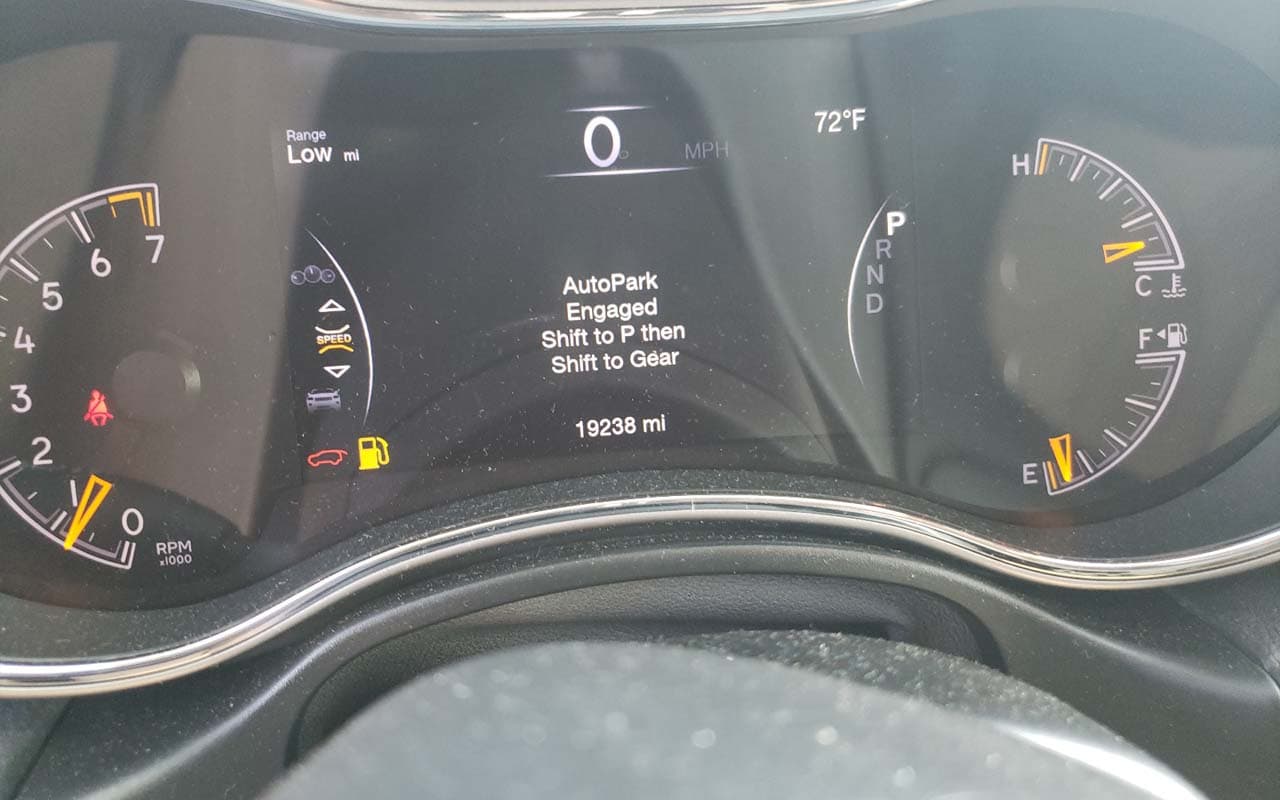 Range
Low mi
0
MPH
72°F
H
C
F
E
P
R
N
D
SPEED
AutoPark
Engaged
Shift to P then
Shift to Gear
19238 mi
7
6
5
4
3
2
1
0
RPM
x1000